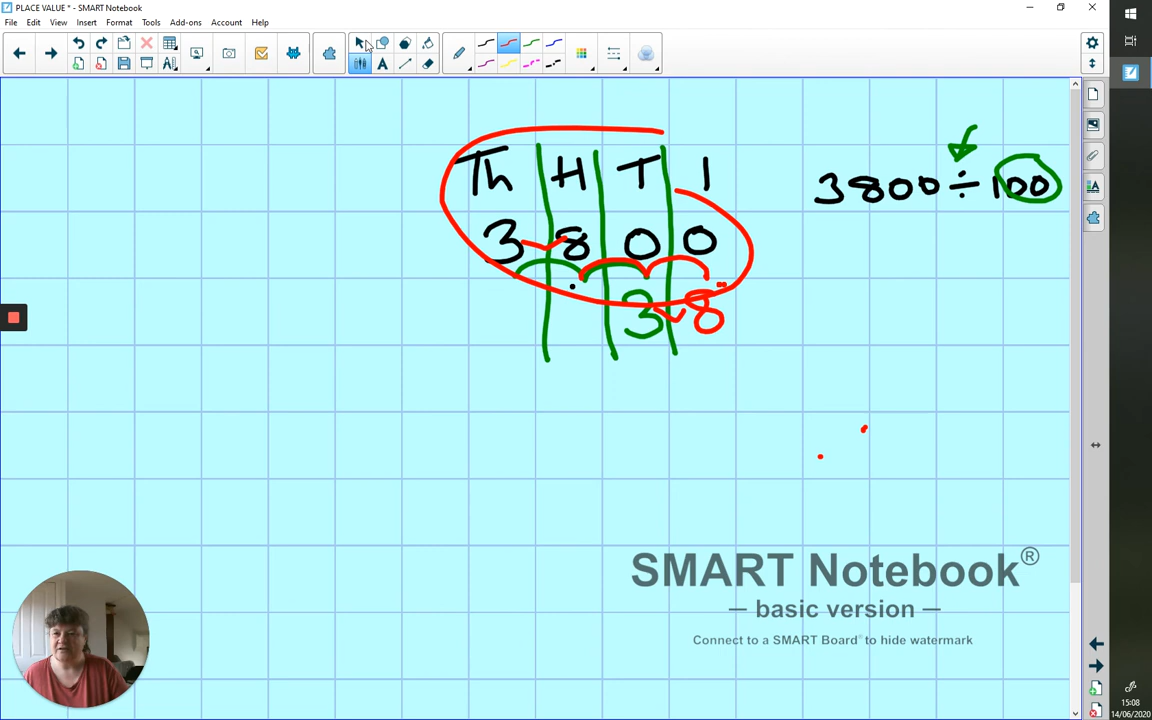 PLACE VALUE * - SMART Notebook
File Edit View Insert Format Tools Add-ons Account Help
Th H T 1
3800 ÷ 100
3 8 0 0
3 8
SMART Notebook®
— basic version —
Connect to a SMART Board® to hide watermark
15:08
14/06/2020